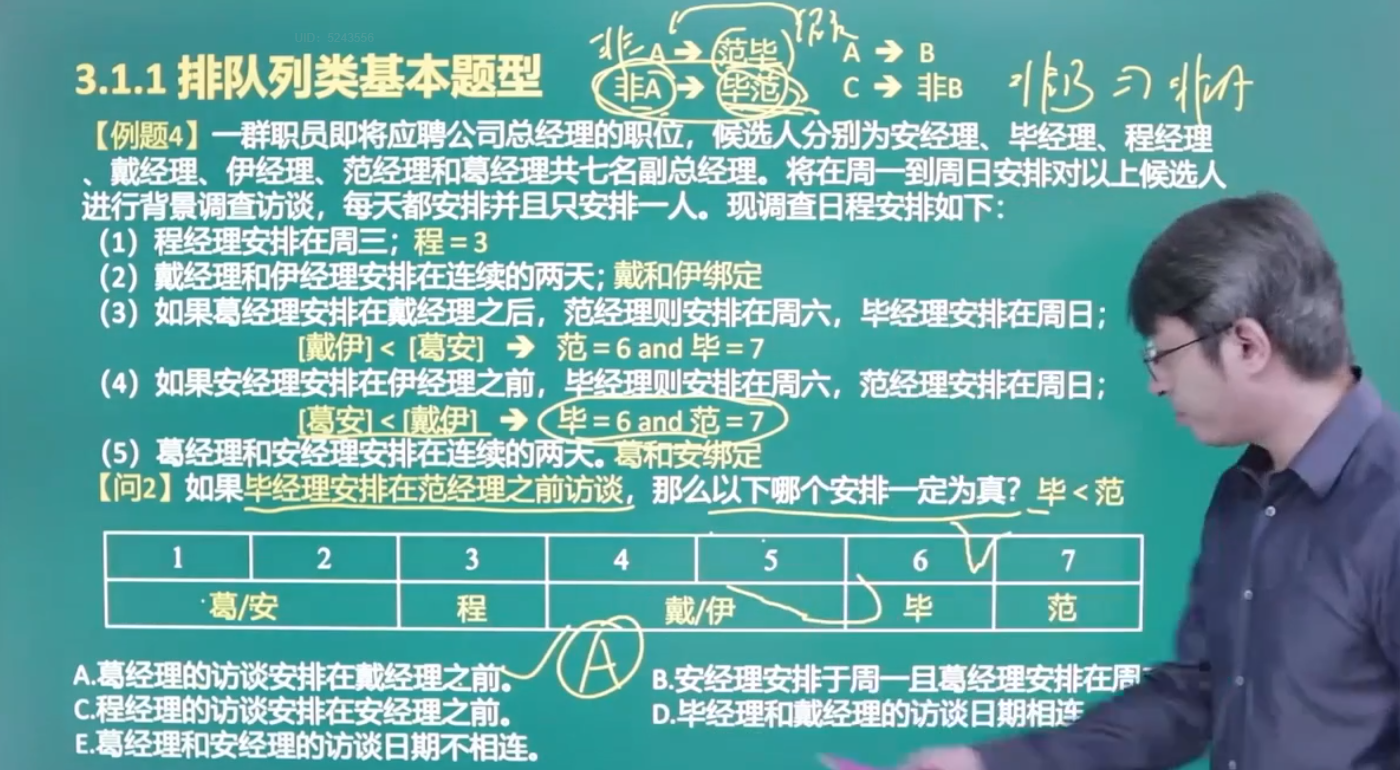 UID: 5243556
3.1.1 排队列类基本题型
非A → 范毕
非A → 毕范
A → B
C → 非B
非B => 非A
【例题4】一群职员即将应聘公司总经理的职位，候选人分别为安经理、毕经理、程经理
、戴经理、伊经理、范经理和葛经理共七名副总经理。将在周一到周日安排对以上候选人
进行背景调查访谈，每天都安排并且只安排一人。现调查日程安排如下：
（1）程经理安排在周三；程 = 3
（2）戴经理和伊经理安排在连续的两天；戴和伊绑定
（3）如果葛经理安排在戴经理之后，范经理则安排在周六，毕经理安排在周日；
[戴伊] < [葛安] → 范 = 6 and 毕 = 7
（4）如果安经理安排在伊经理之前，毕经理则安排在周六，范经理安排在周日；
[葛安] < [戴伊] → 毕 = 6 and 范 = 7
（5）葛经理和安经理安排在连续的两天。葛和安绑定
【问2】如果毕经理安排在范经理之前访谈，那么以下哪个安排一定为真？毕 < 范
1 2 3 4 5 6 7
葛/安 程 戴/伊 毕 范
A
A.葛经理的访谈安排在戴经理之前。
B.安经理安排于周一且葛经理安排在周
C.程经理的访谈安排在安经理之前。
D.毕经理和戴经理的访谈日期相连
E.葛经理和安经理的访谈日期不相连。